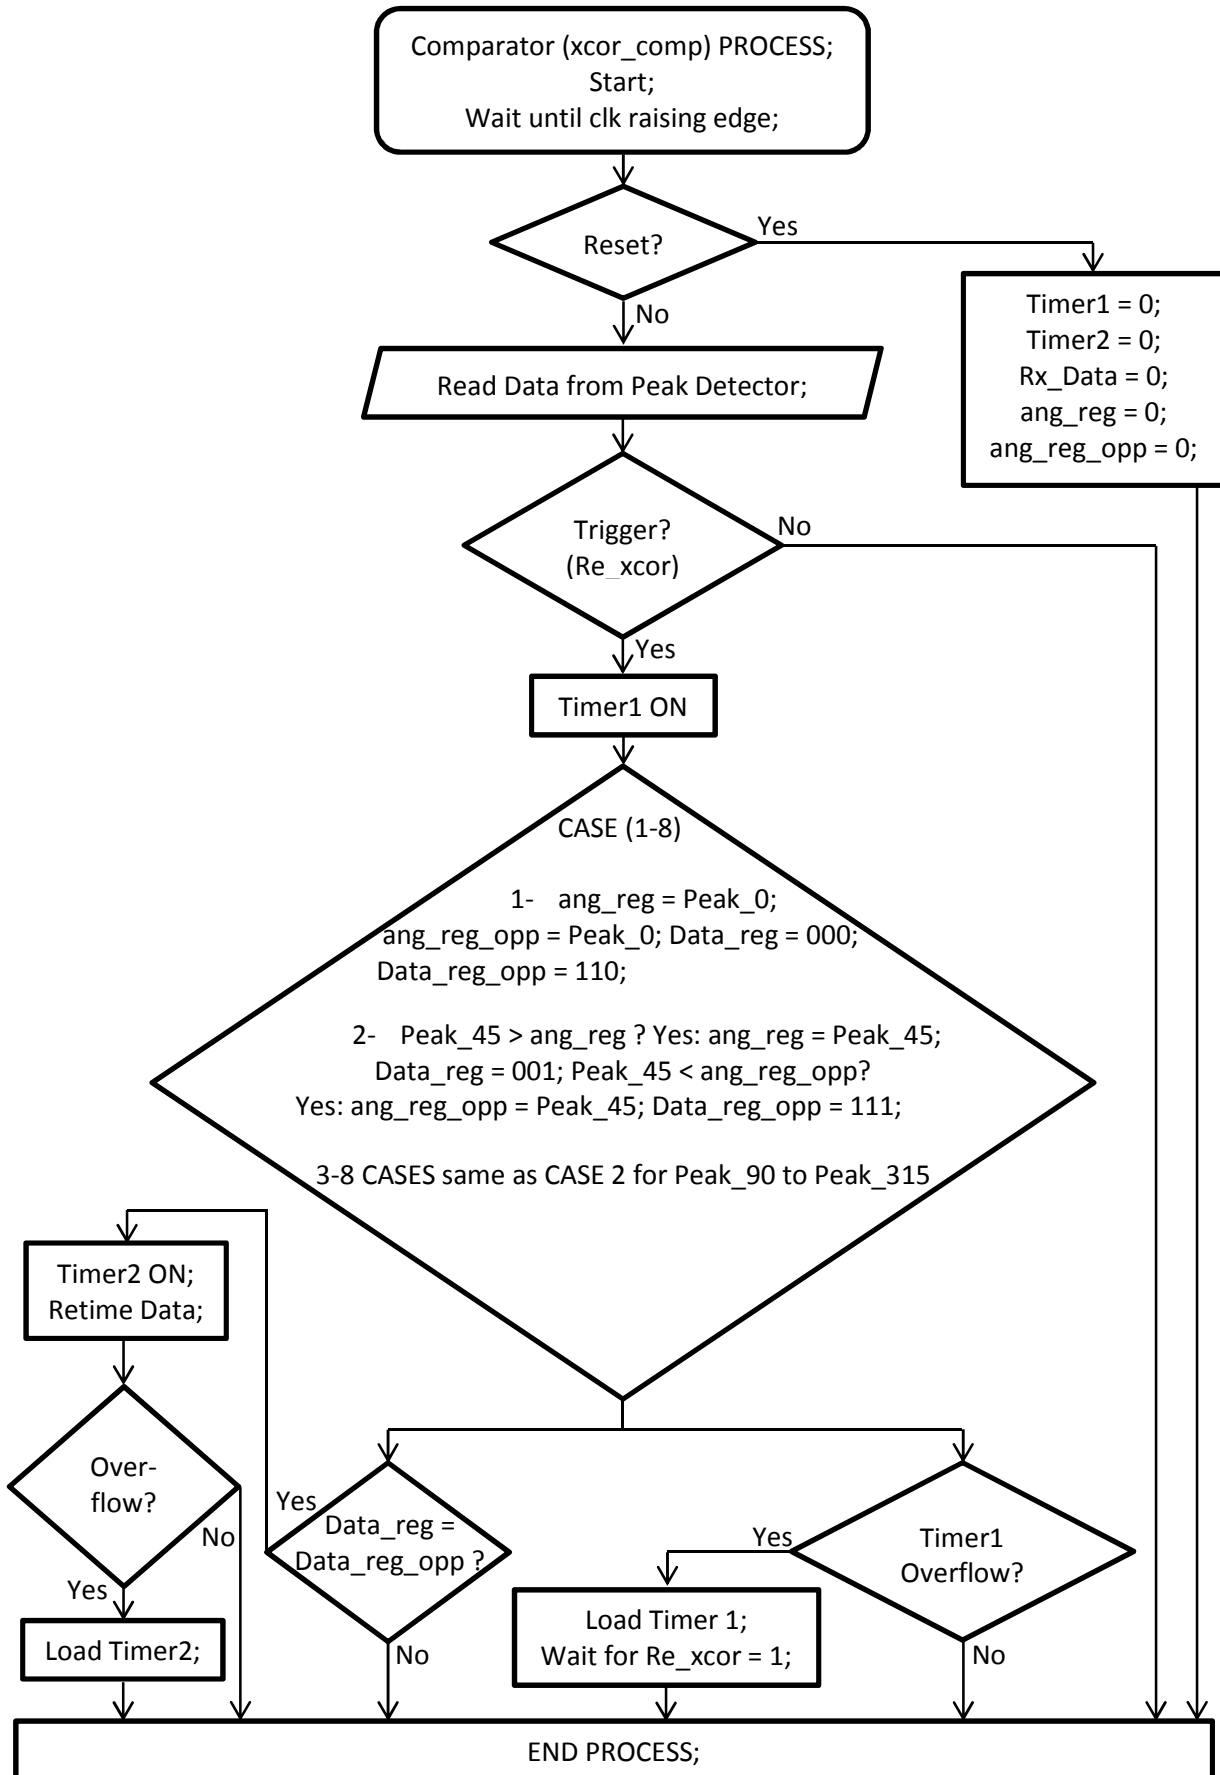 Comparator (xcor_comp) PROCESS;
Start;
Wait until clk raising edge;
Reset?
Yes
No
Timer1 = 0;
Timer2 = 0;
Rx_Data = 0;
ang_reg = 0;
ang_reg_opp = 0;
Read Data from Peak Detector;
Trigger?
(Re_xcor)
No
Yes
Timer1 ON
CASE (1-8)
1- ang_reg = Peak_0;
ang_reg_opp = Peak_0; Data_reg = 000;
Data_reg_opp = 110;
2- Peak_45 > ang_reg ? Yes: ang_reg = Peak_45;
Data_reg = 001; Peak_45 < ang_reg_opp?
Yes: ang_reg_opp = Peak_45; Data_reg_opp = 111;
3-8 CASES same as CASE 2 for Peak_90 to Peak_315
Timer2 ON;
Retime Data;
Over-
flow?
No
Yes
Load Timer2;
Yes
Data_reg =
Data_reg_opp ?
No
Yes
Timer1
Overflow?
Load Timer 1;
Wait for Re_xcor = 1;
No
END PROCESS;